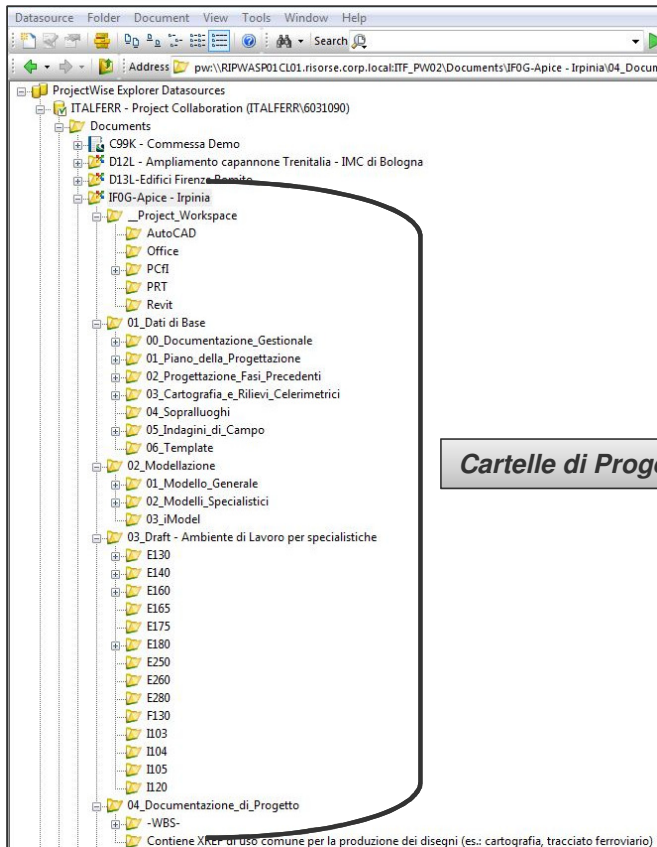 Datasource Folder Document View Tools Window Help
Search
Address pw:\\RIPWASP01CL01.risorse.corp.local:ITF_PW02\Documents\IF0G-Apice - Irpinia\04_Docum
ProjectWise Explorer Datasources
ITALFERR - Project Collaboration (ITALFERR\6031090)
Documents
C99K - Commessa Demo
D12L - Ampliamento capannone Trenitalia - IMC di Bologna
D13L-Edifici Firenze Romito
IF0G-Apice - Irpinia
__Project_Workspace
AutoCAD
Office
PCfI
PRT
Revit
01_Dati di Base
00_Documentazione_Gestionale
01_Piano_della_Progettazione
02_Progettazione_Fasi_Precedenti
03_Cartografia_e_Rilievi_Celerimetrici
04_Sopralluoghi
05_Indagini_di_Campo
06_Template
Cartelle di Proge
02_Modellazione
01_Modello_Generale
02_Modelli_Specialistici
03_iModel
03_Draft - Ambiente di Lavoro per specialistiche
E130
E140
E160
E165
E175
E180
E250
E260
E280
F130
I103
I104
I105
I120
04_Documentazione_di_Progetto
-WBS-
Contiene XREF di uso comune per la produzione dei disegni (es.: cartografia, tracciato ferroviario)